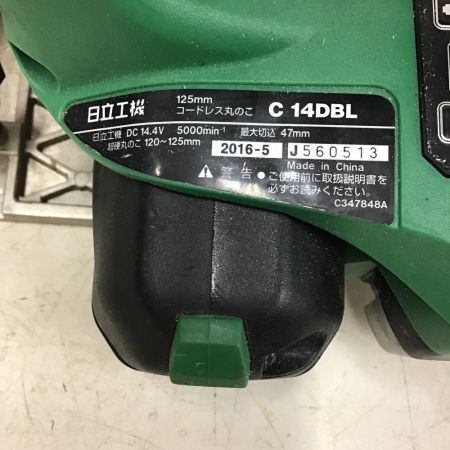 日立工機 125mm コードレス丸のこ C 14DBL
日立工機 DC 14.4V 5000min⁻¹ 最大切込 47mm
超硬丸のこ 120~125mm 2016-5 J560513
Made in China
⚠ 警告 ●ご使用前に取扱説明書を
必ずお読みください。
C347848A